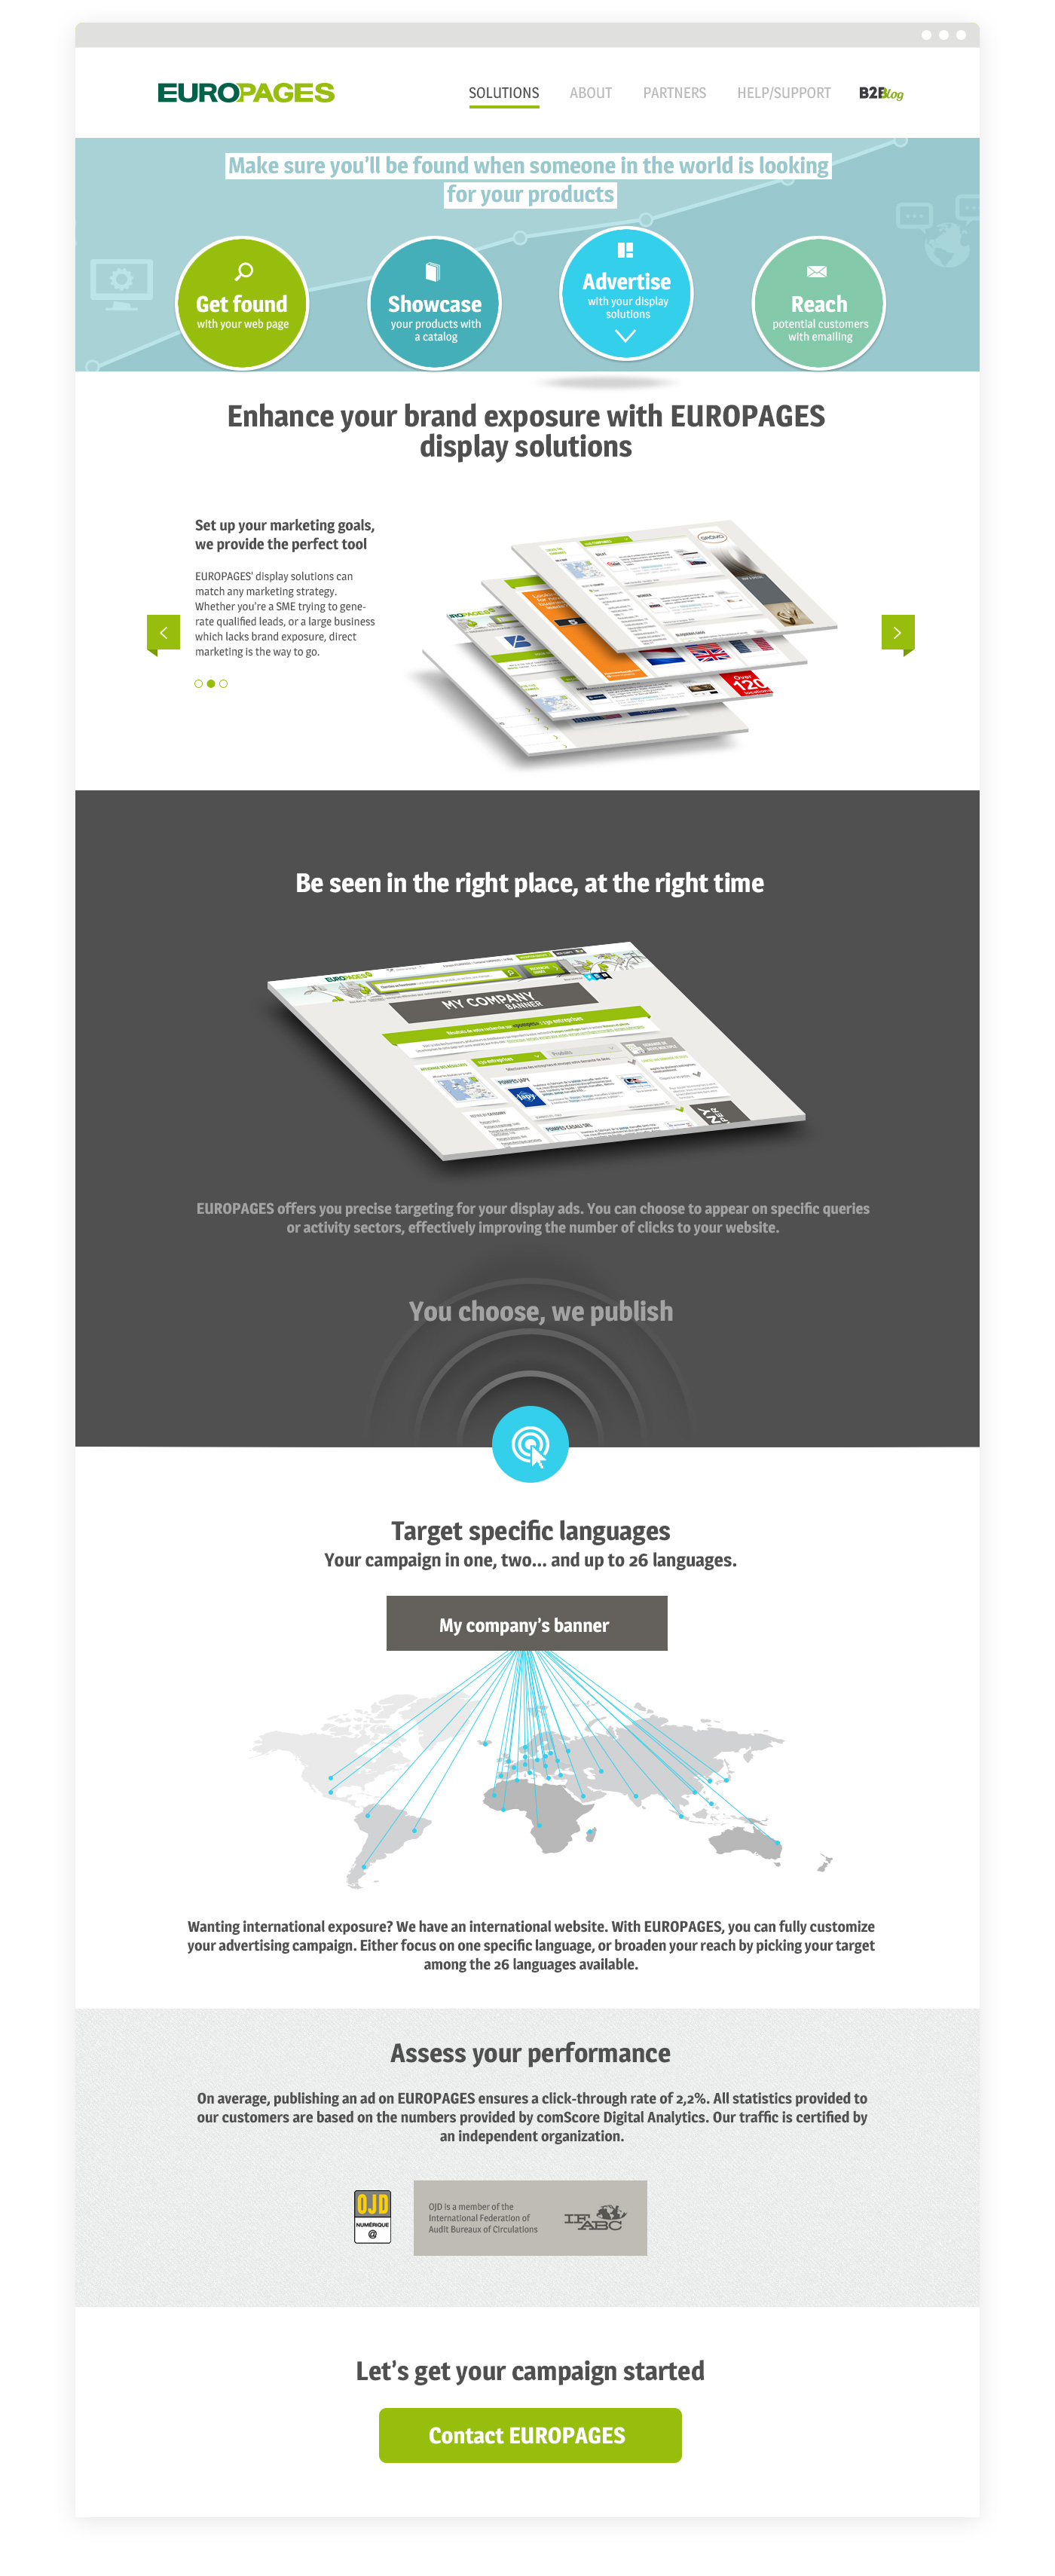 EUROPAGES
SOLUTIONS ABOUT PARTNERS HELP/SUPPORT B2Blog
Make sure you'll be found when someone in the world is looking
for your products
Get found
with your web page
Showcase
your products with
a catalog
Advertise
with your display
solutions
Reach
potential customers
with emailing
Enhance your brand exposure with EUROPAGES
display solutions
Set up your marketing goals,
we provide the perfect tool
EUROPAGES' display solutions can
match any marketing strategy.
Whether you're a SME trying to gene-
rate qualified leads, or a large business
which lacks brand exposure, direct
marketing is the way to go.
Over
120
Be seen in the right place, at the right time
EUROPAGES
MY COMPANY
BANNER
EUROPAGES offers you precise targeting for your display ads. You can choose to appear on specific queries
or activity sectors, effectively improving the number of clicks to your website.
You choose, we publish
Target specific languages
Your campaign in one, two... and up to 26 languages.
My company's banner
Wanting international exposure? We have an international website. With EUROPAGES, you can fully customize
your advertising campaign. Either focus on one specific language, or broaden your reach by picking your target
among the 26 languages available.
Assess your performance
On average, publishing an ad on EUROPAGES ensures a click-through rate of 2,2%. All statistics provided to
our customers are based on the numbers provided by comScore Digital Analytics. Our traffic is certified by
an independent organization.
OJD
NUMÉRIQUE
@
OJD is a member of the
International Federation of
Audit Bureaux of Circulations
IFABC
Let's get your campaign started
Contact EUROPAGES